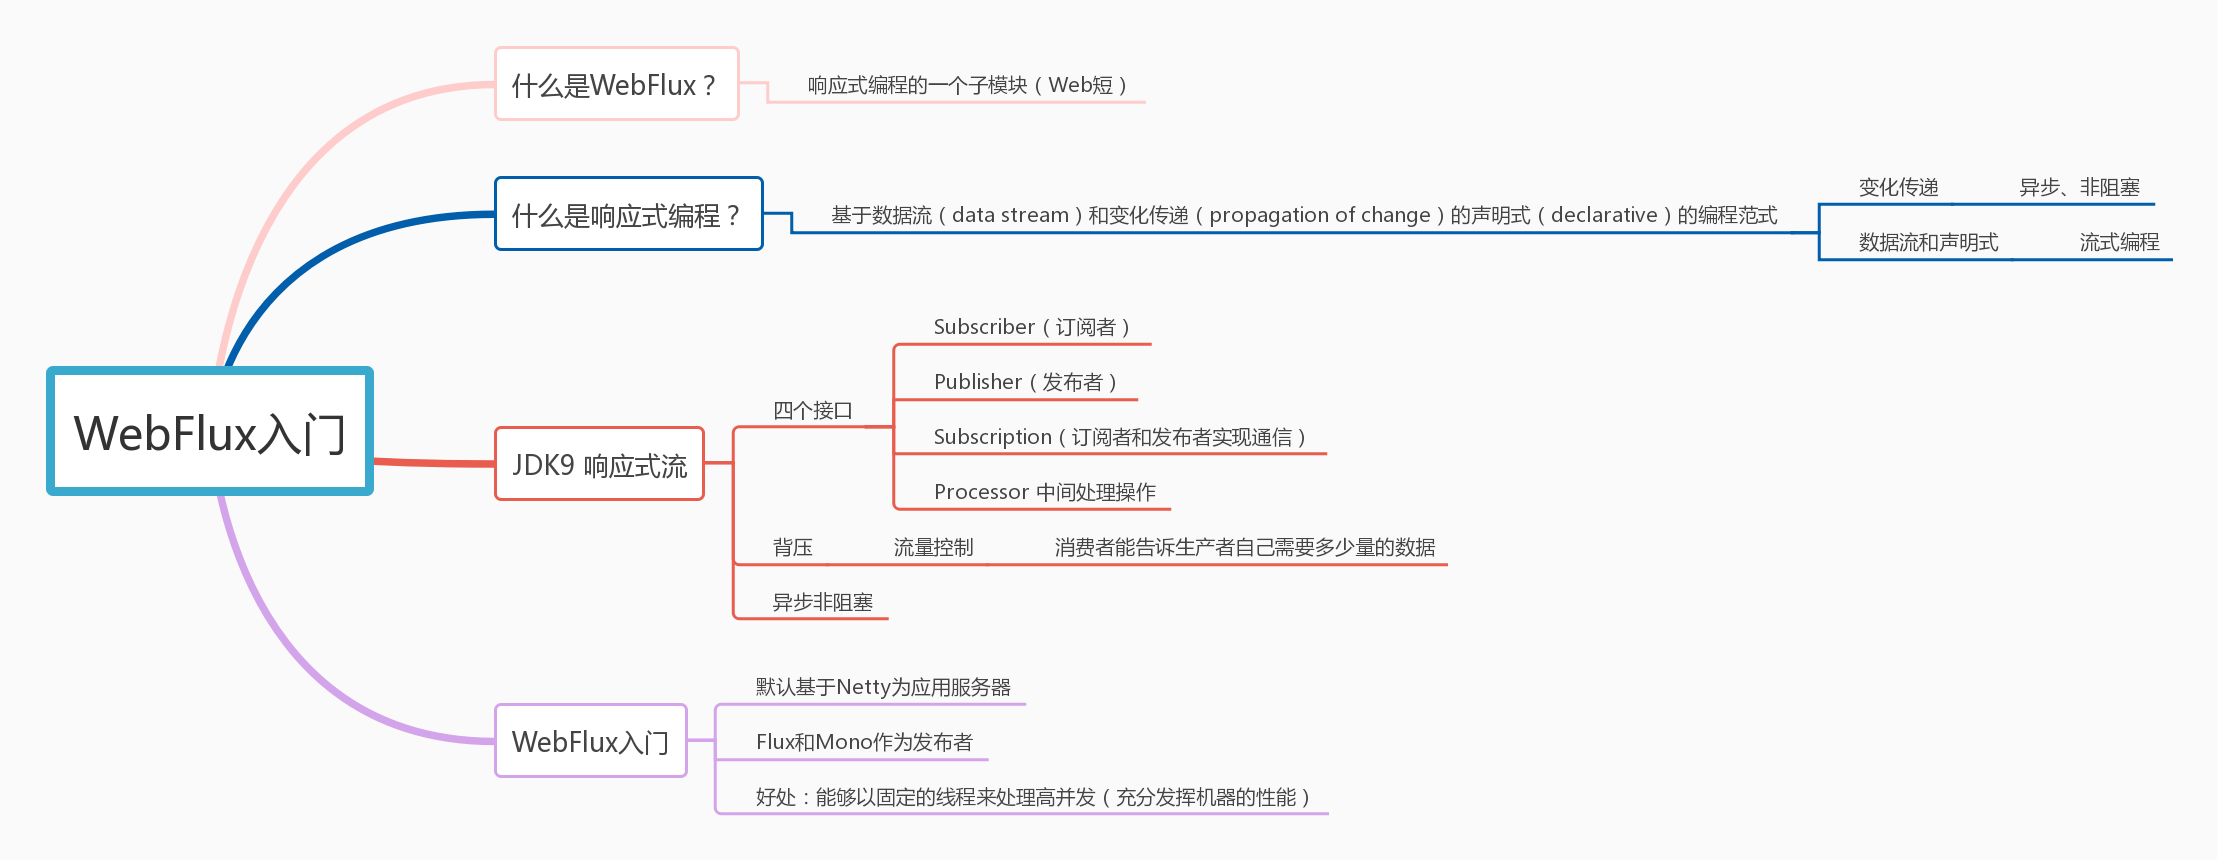 什么是WebFlux？
响应式编程的一个子模块（Web短）
什么是响应式编程？
基于数据流（data stream）和变化传递（propagation of change）的声明式（declarative）的编程范式
变化传递
异步、非阻塞
数据流和声明式
流式编程
WebFlux入门
JDK9 响应式流
四个接口
Subscriber（订阅者）
Publisher（发布者）
Subscription（订阅者和发布者实现通信）
Processor 中间处理操作
背压
流量控制
消费者能告诉生产者自己需要多少量的数据
异步非阻塞
WebFlux入门
默认基于Netty为应用服务器
Flux和Mono作为发布者
好处：能够以固定的线程来处理高并发（充分发挥机器的性能）